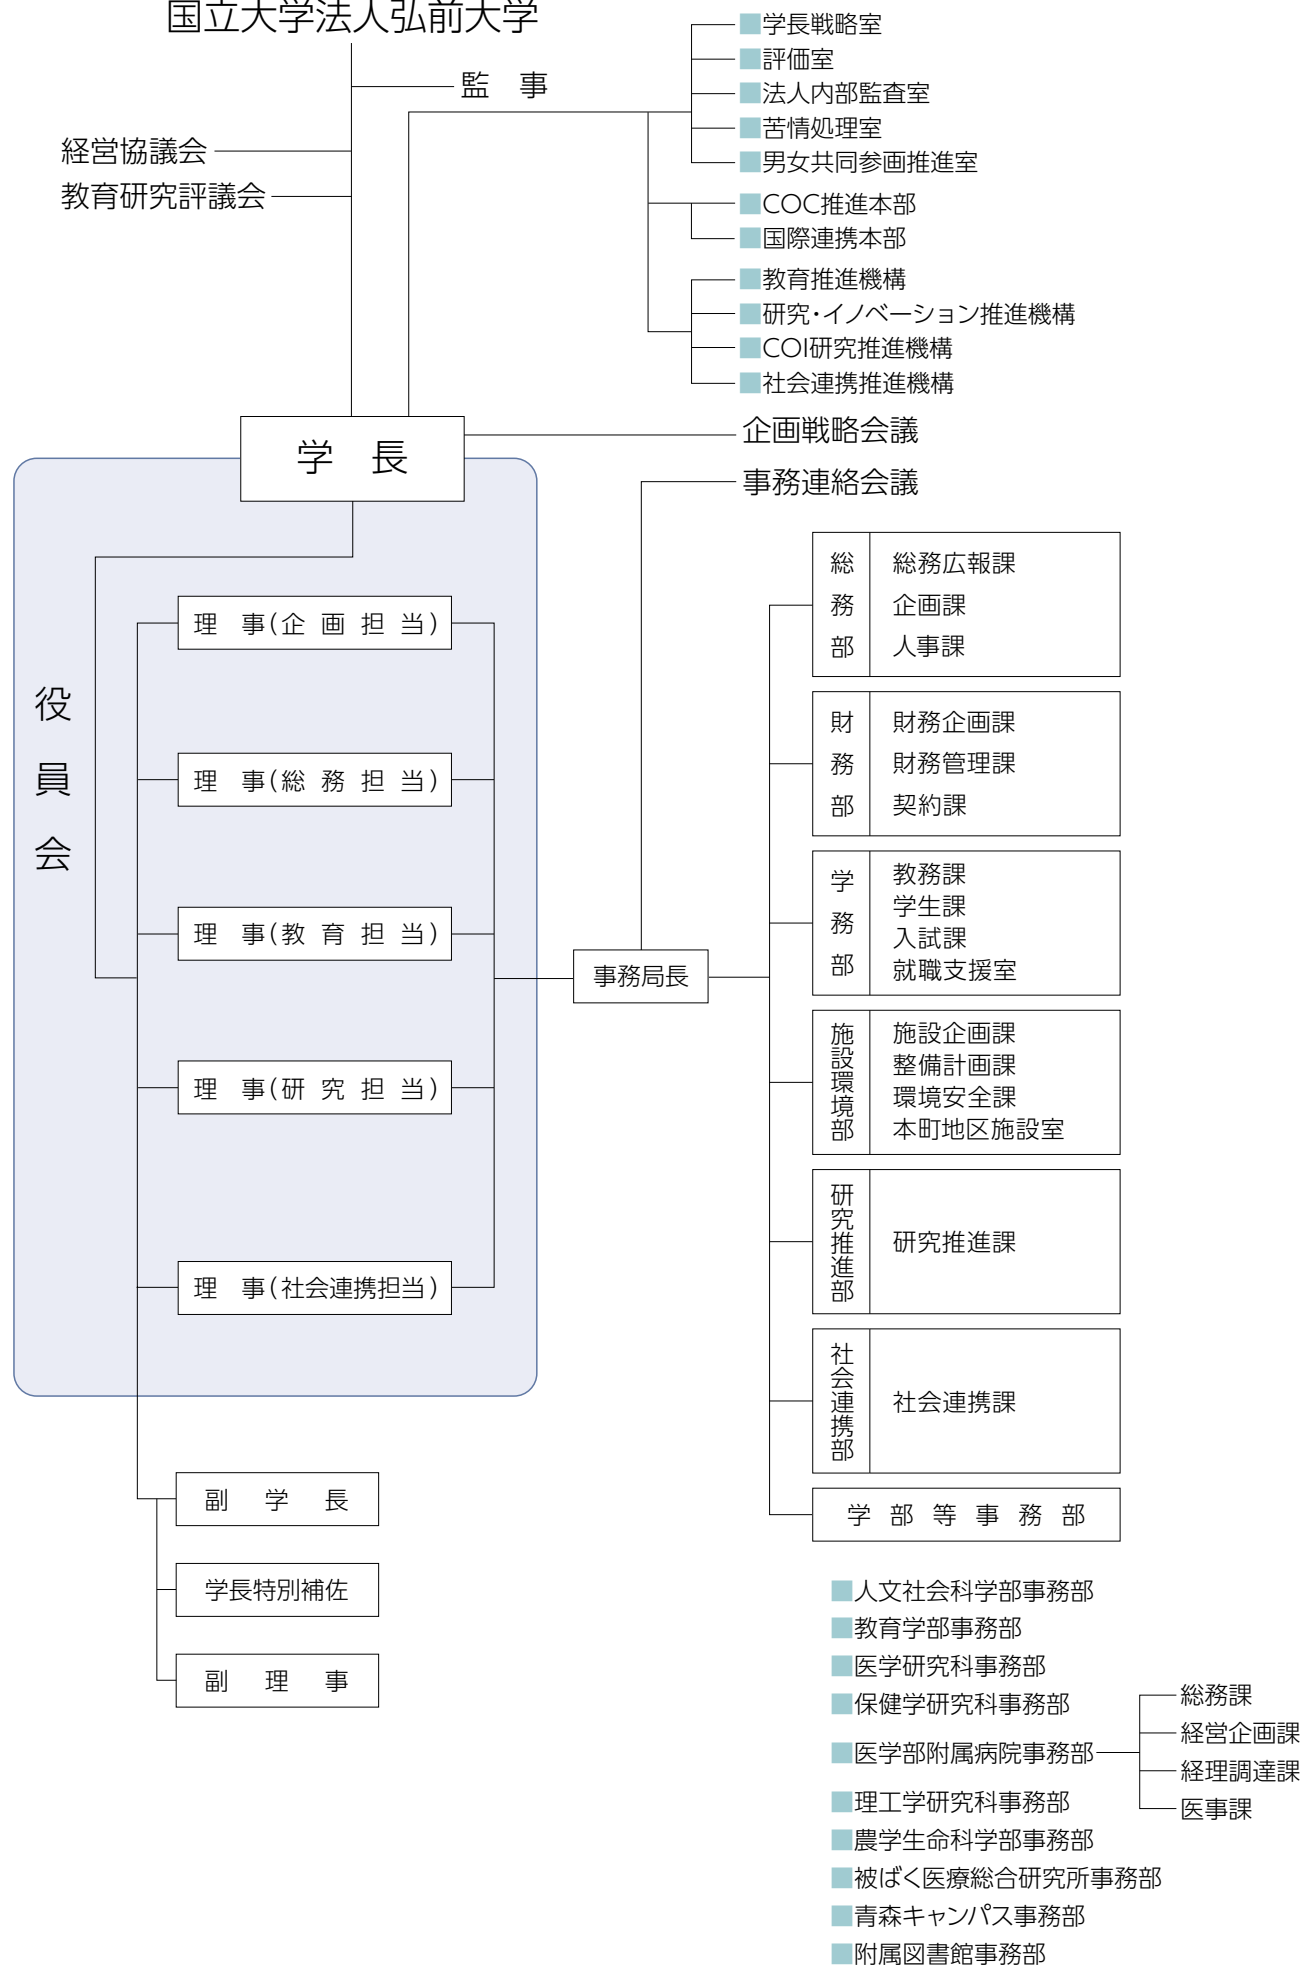 国立大学法人弘前大学
監　事
経営協議会
教育研究評議会
■学長戦略室
■評価室
■法人内部監査室
■苦情処理室
■男女共同参画推進室
■COC推進本部
■国際連携本部
■教育推進機構
■研究・イノベーション推進機構
■COI研究推進機構
■社会連携推進機構
学　長
企画戦略会議
事務連絡会議
役員会
理　事（企画担当）
理　事（総務担当）
理　事（教育担当）
理　事（研究担当）
理　事（社会連携担当）
副　学　長
学長特別補佐
副　理　事
事務局長
総務部
総務広報課
企画課
人事課
財務部
財務企画課
財務管理課
契約課
学務部
教務課
学生課
入試課
就職支援室
施設環境部
施設企画課
整備計画課
環境安全課
本町地区施設室
研究推進部
研究推進課
社会連携部
社会連携課
学部等事務部
■人文社会科学部事務部
■教育学部事務部
■医学研究科事務部
■保健学研究科事務部
■医学部附属病院事務部
総務課
経営企画課
経理調達課
医事課
■理工学研究科事務部
■農学生命科学部事務部
■被ばく医療総合研究所事務部
■青森キャンパス事務部
■附属図書館事務部